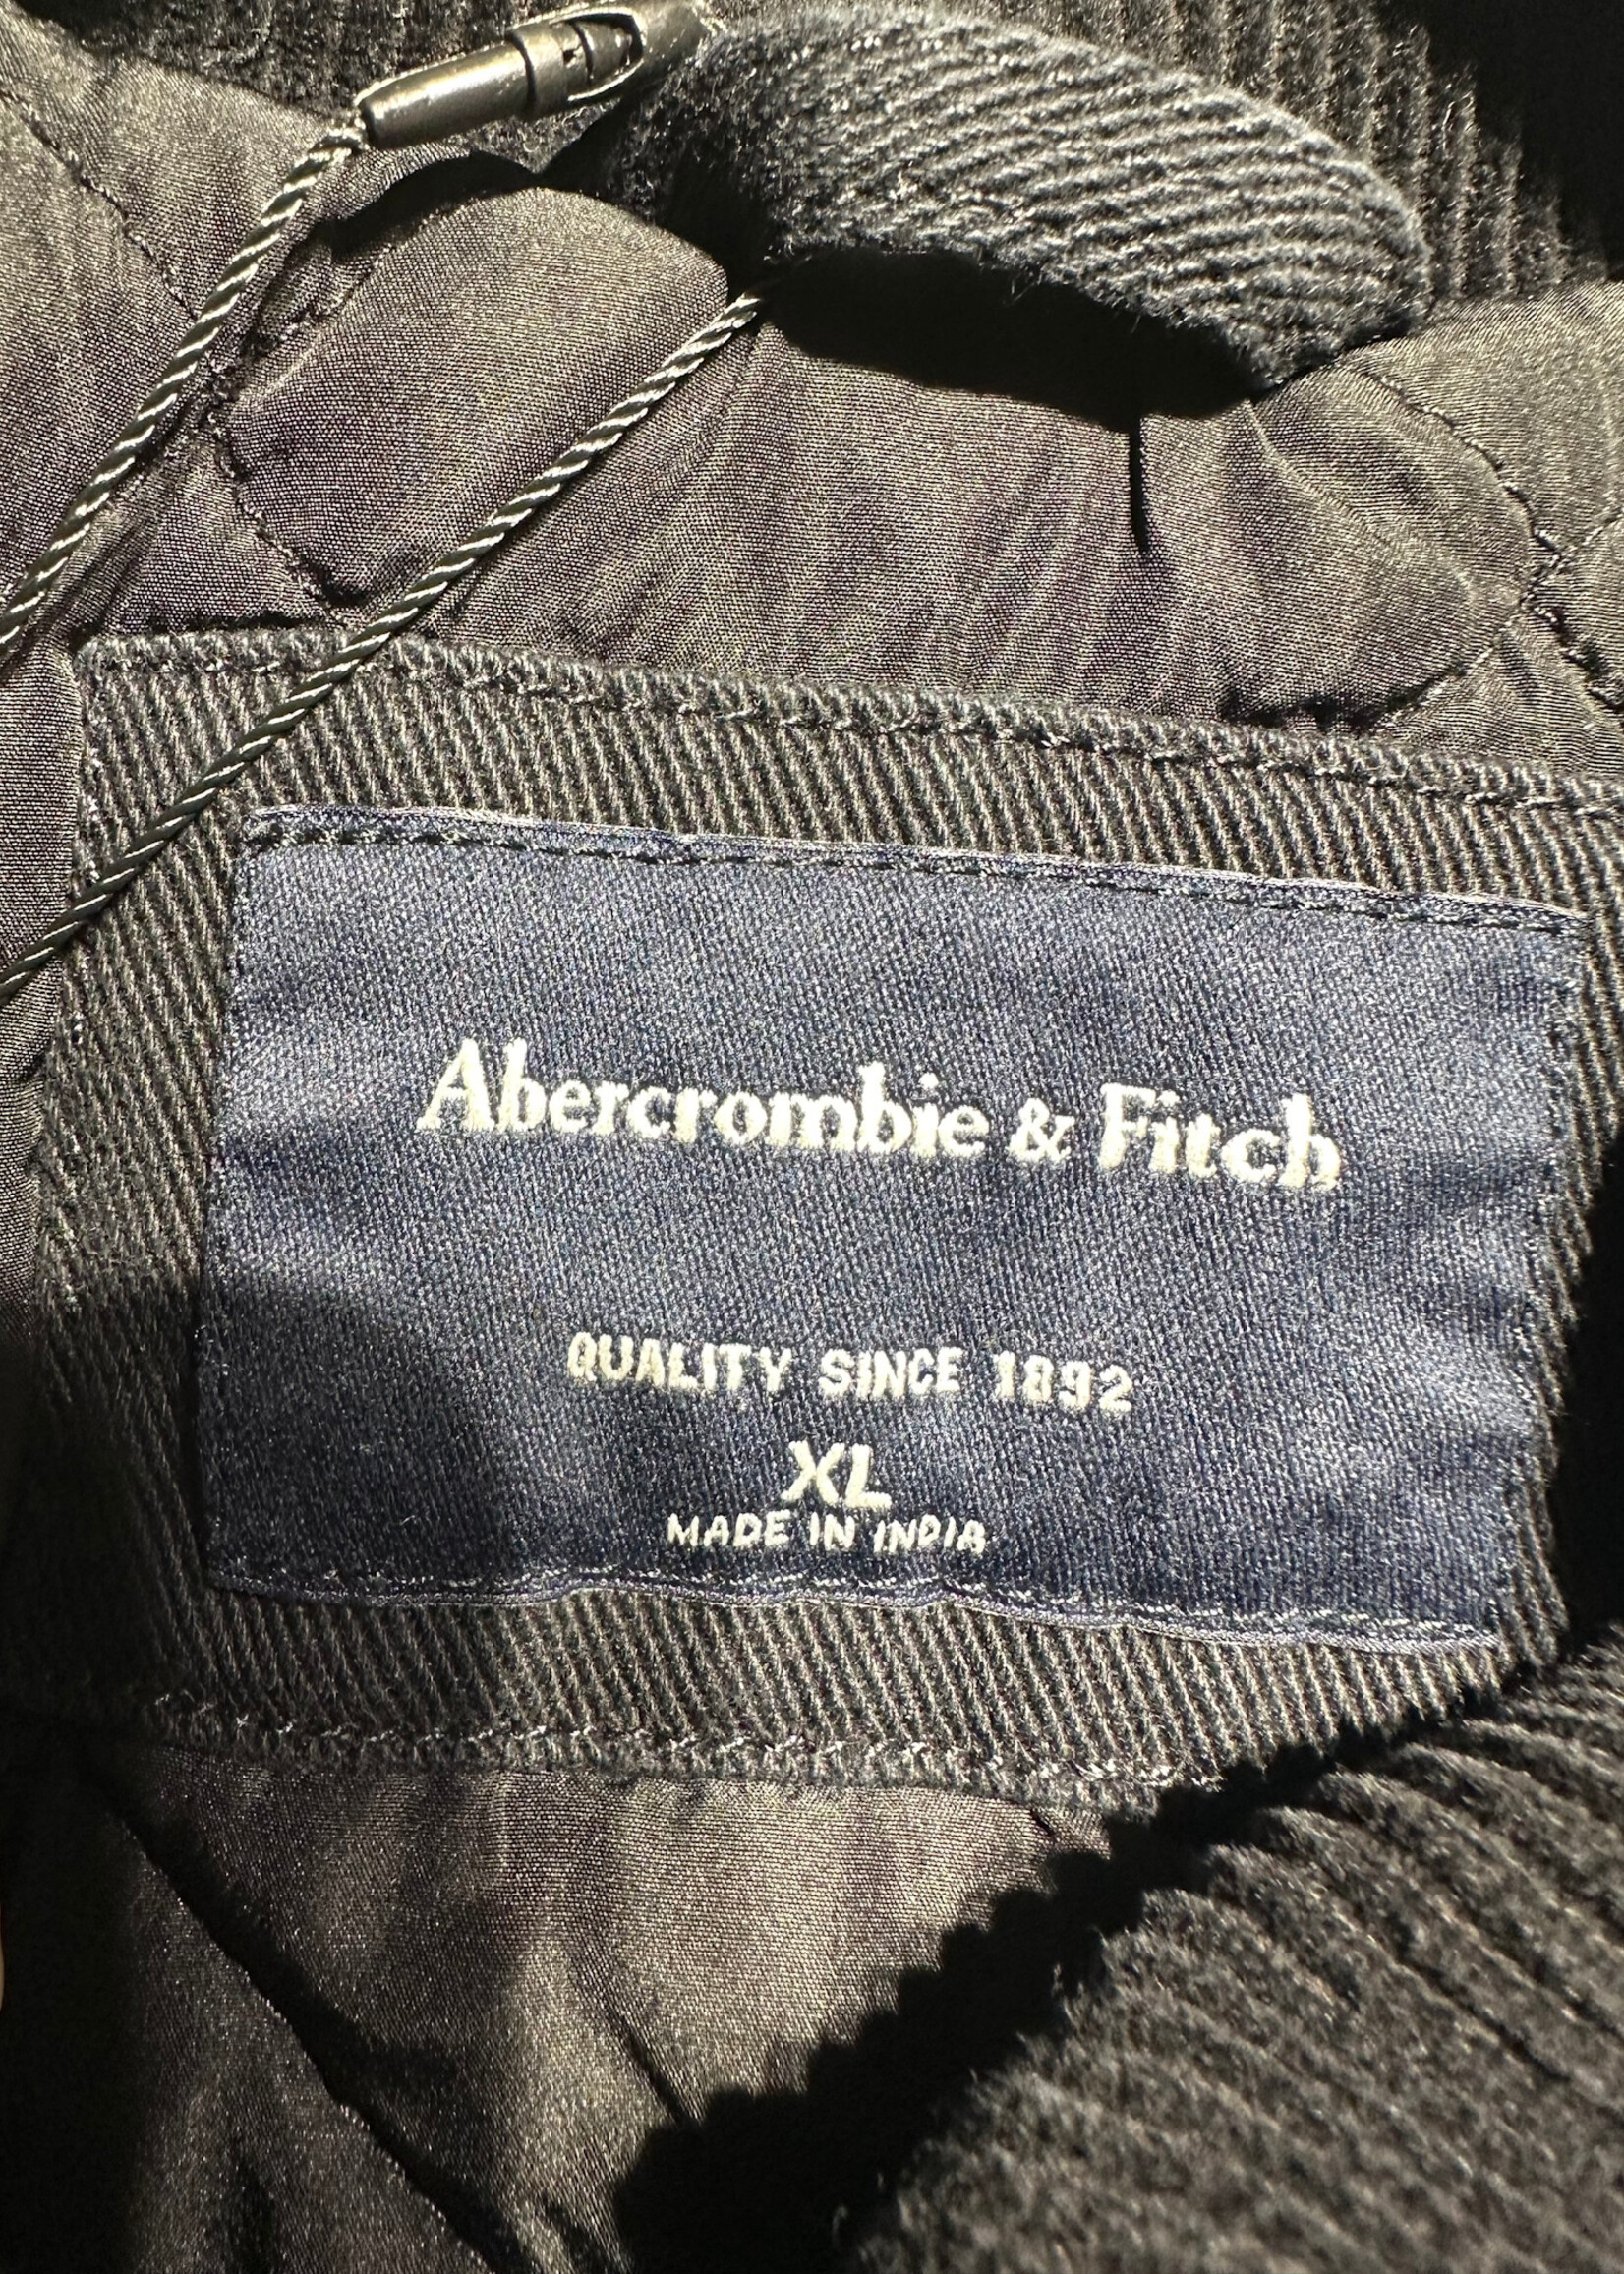 Abercrombie & Fitch
QUALITY SINCE 1892
XL
MADE IN INDIA